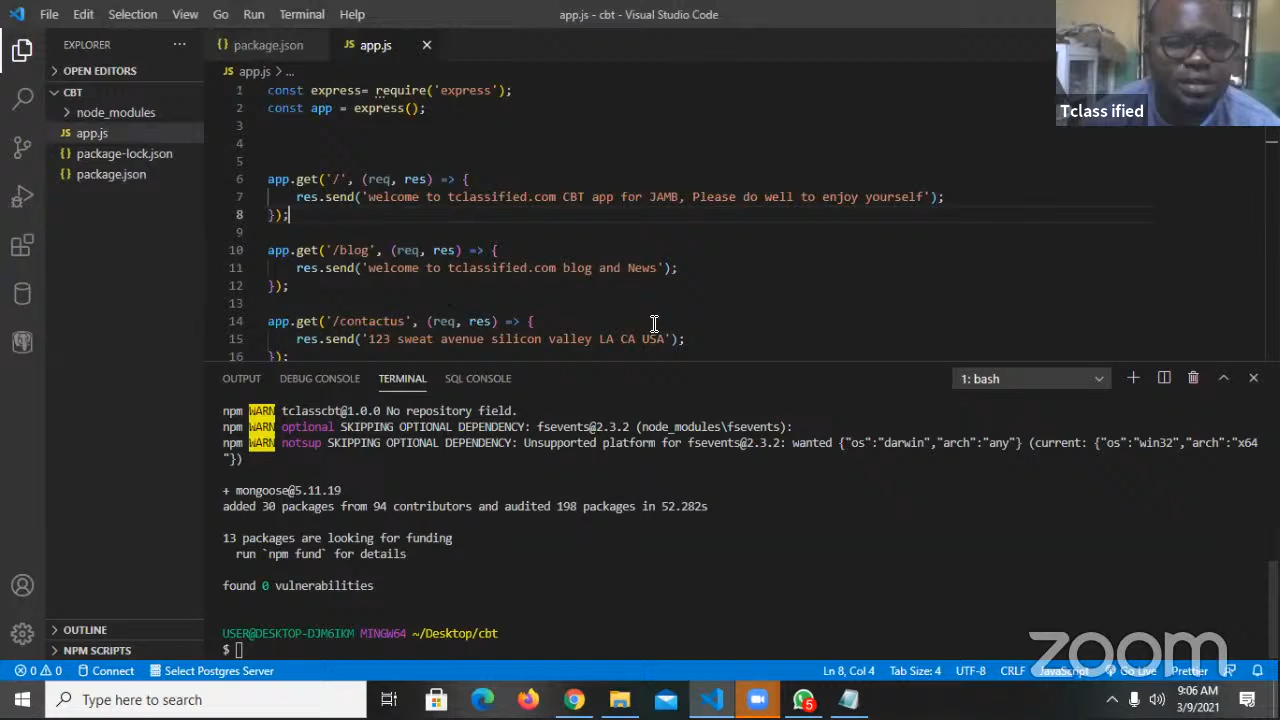 File Edit Selection View Go Run Terminal Help
app.js - cbt - Visual Studio Code
EXPLORER
package.json
app.js
OPEN EDITORS
app.js > ...
CBT
node_modules
app.js
package-lock.json
package.json
1 const express= require('express');
2 const app = express();
3
4
5
6 app.get('/', (req, res) => {
7 res.send('welcome to tclassified.com CBT app for JAMB, Please do well to enjoy yourself');
8 });
9
10 app.get('/blog', (req, res) => {
11 res.send('welcome to tclassified.com blog and News');
12 });
13
14 app.get('/contactus', (req, res) => {
15 res.send('123 sweat avenue silicon valley LA CA USA');
16 });
Tclass ified
OUTPUT DEBUG CONSOLE TERMINAL SQL CONSOLE
1: bash
npm WARN tclasscbt@1.0.0 No repository field.
npm WARN optional SKIPPING OPTIONAL DEPENDENCY: fsevents@2.3.2 (node_modules\fsevents):
npm WARN notsup SKIPPING OPTIONAL DEPENDENCY: Unsupported platform for fsevents@2.3.2: wanted {"os":"darwin","arch":"any"} (current: {"os":"win32","arch":"x64
"})
+ mongoose@5.11.19
added 30 packages from 94 contributors and audited 198 packages in 52.282s
13 packages are looking for funding
run `npm fund` for details
found 0 vulnerabilities
USER@DESKTOP-DJM6IKM MINGW64 ~/Desktop/cbt
$
OUTLINE
NPM SCRIPTS
zoom
0 0 Connect Select Postgres Server
Ln 8, Col 4 Tab Size: 4 UTF-8 CRLF JavaScript Go Live Prettier
Type here to search
5
9:06 AM
3/9/2021